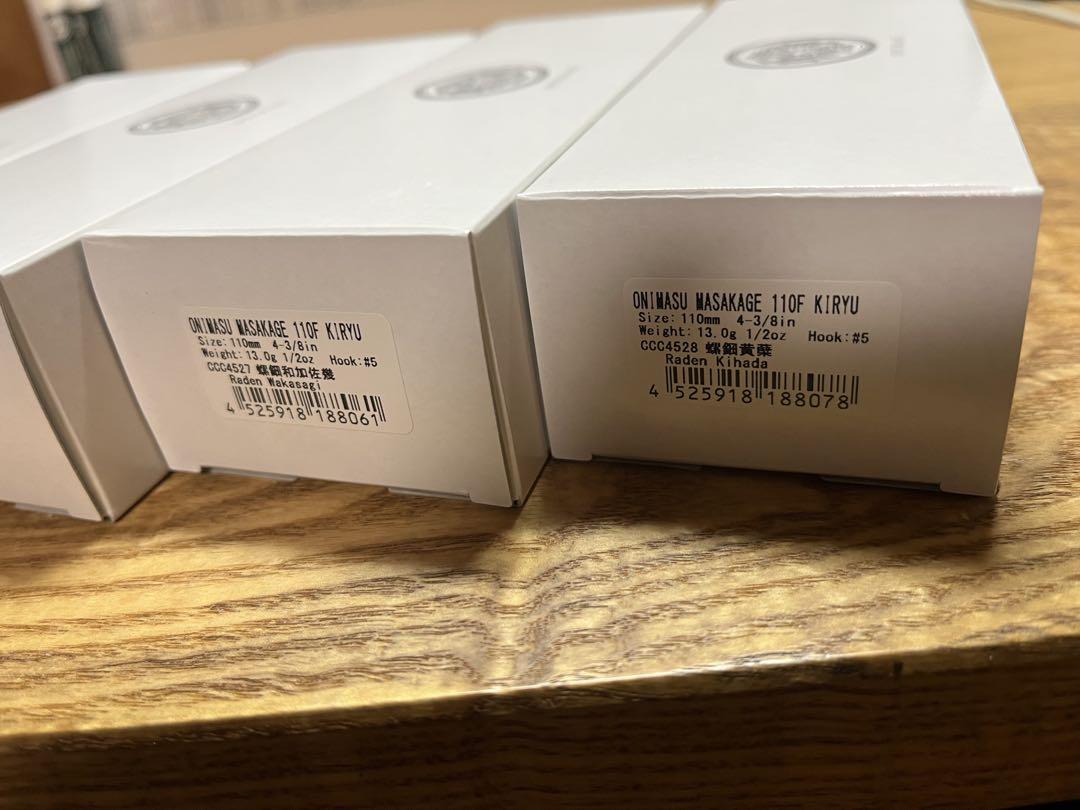 ONIMASU MASAKAGE 110F KIRYU
Size: 110mm 4-3/8in
Weight: 13.0g 1/2oz Hook:#5
CCC4527 螺鈿和加佐幾
Raden Wakasagi
4 525918 188061
ONIMASU MASAKAGE 110F KIRYU
Size: 110mm 4-3/8in
Weight: 13.0g 1/2oz Hook:#5
CCC4528 螺鈿黄蘗
Raden Kihada
4 525918 188078